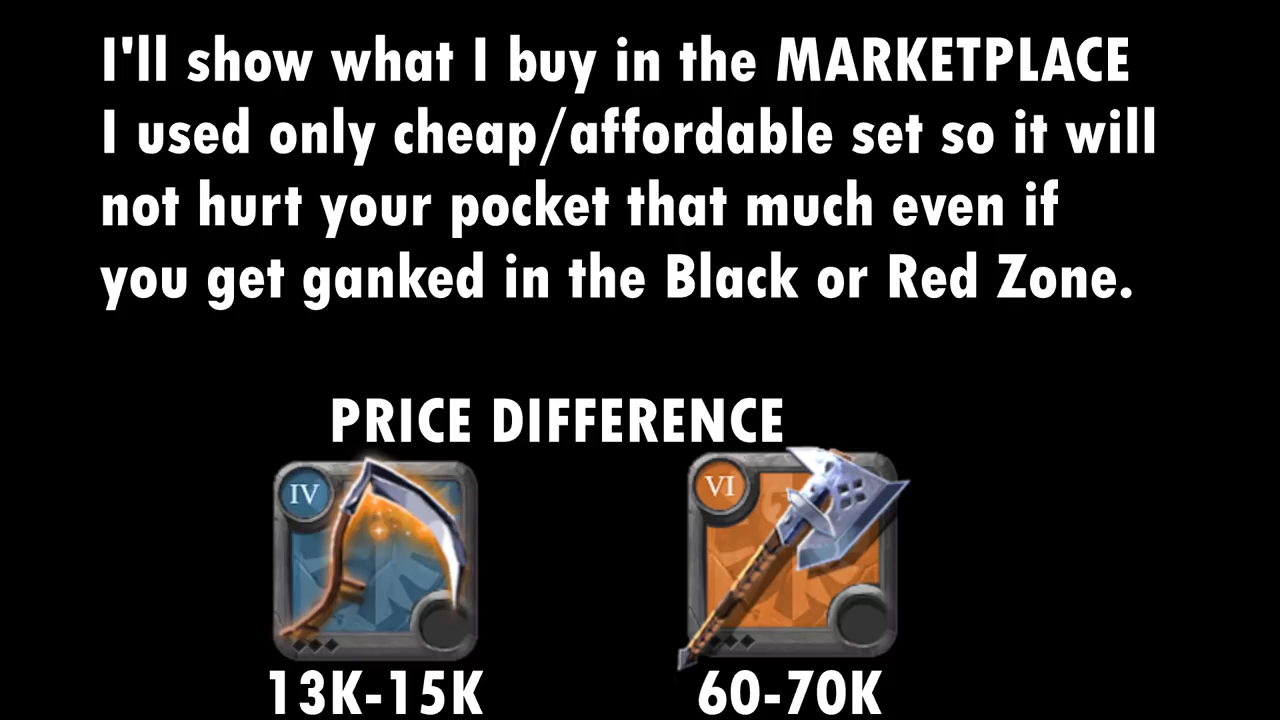 I'll show what I buy in the MARKETPLACE
I used only cheap/affordable set so it will
not hurt your pocket that much even if
you get ganked in the Black or Red Zone.
PRICE DIFFERENCE
IV
VI
13K-15K
60-70K